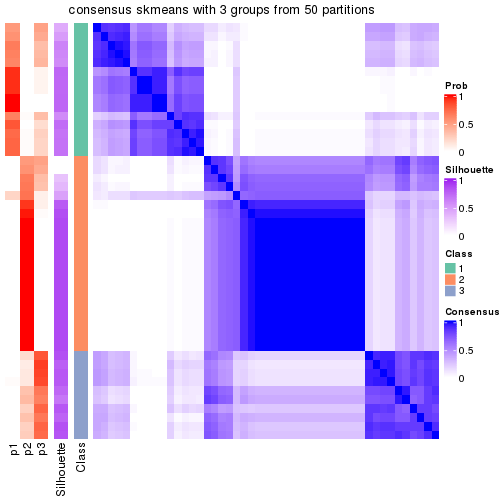 consensus skmeans with 3 groups from 50 partitions
Prob
1
0.5
0
Silhouette
1
0.5
0
Class
1
2
3
Consensus
1
0.5
0
p1
p2
p3
Silhouette
Class